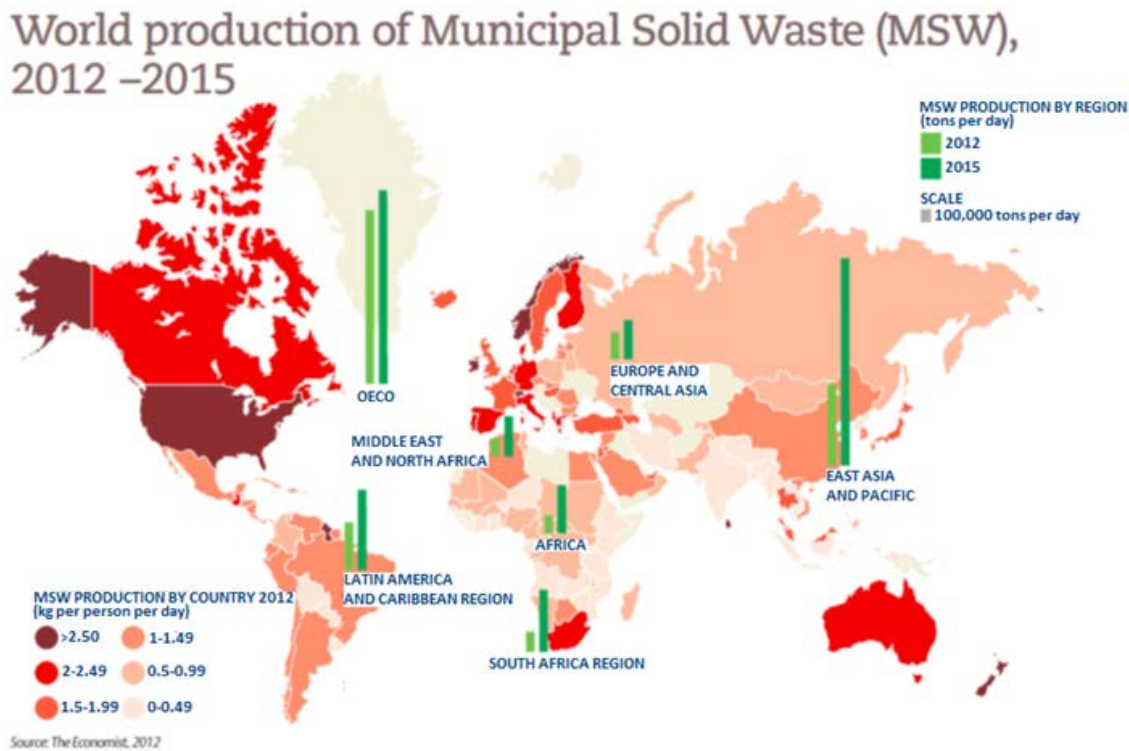 World production of Municipal Solid Waste (MSW),
2012 –2015
MSW PRODUCTION BY REGION
(tons per day)
2012
2015
SCALE
100,000 tons per day
OECO
EUROPE AND
CENTRAL ASIA
MIDDLE EAST
AND NORTH AFRICA
EAST ASIA
AND PACIFIC
AFRICA
LATIN AMERICA
AND CARIBBEAN REGION
SOUTH AFRICA REGION
MSW PRODUCTION BY COUNTRY 2012
(kg per person per day)
>2.50
1-1.49
2-2.49
0.5-0.99
1.5-1.99
0-0.49
Source: The Economist, 2012